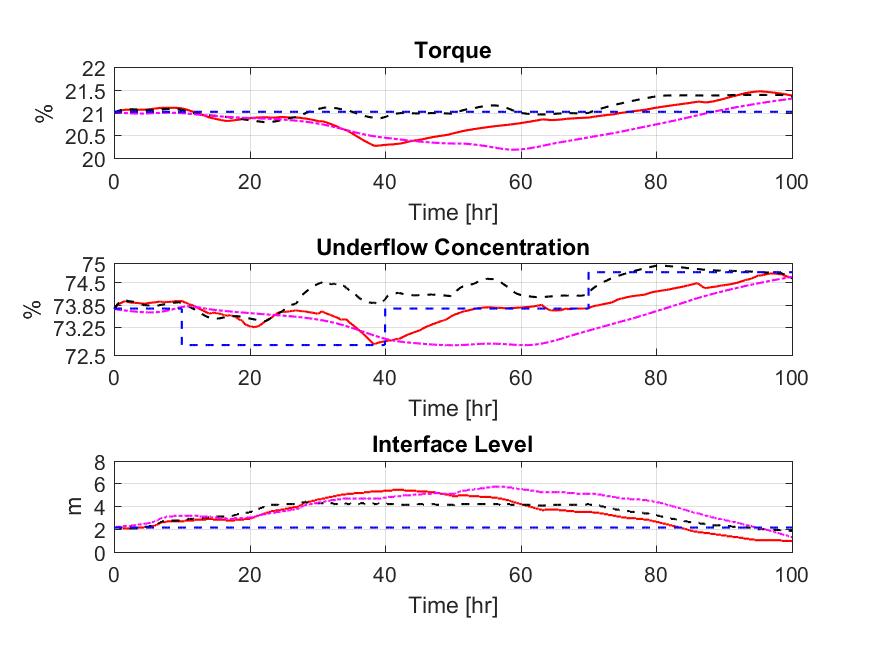 Torque
22
21.5
21
20.5
20
%
0 20 40 60 80 100
Time [hr]
Underflow Concentration
75
74.5
73.85
73.25
72.5
%
0 20 40 60 80 100
Time [hr]
Interface Level
8
6
4
2
0
m
0 20 40 60 80 100
Time [hr]